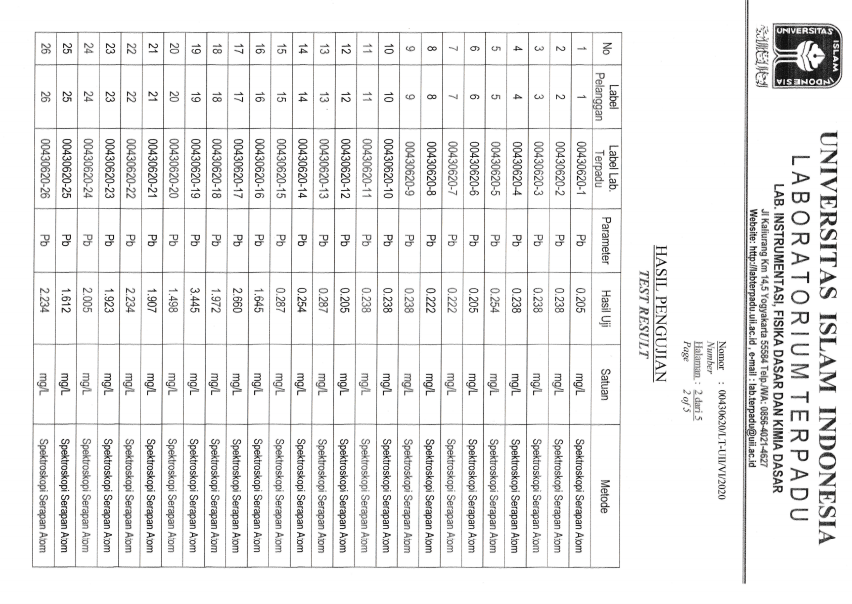 UNIVERSITAS ISLAM INDONESIA
UNIVERSITAS ISLAM INDONESIA
LABORATORIUM TERPADU
LAB. INSTRUMENTASI, FISIKA DASAR DAN KIMIA DASAR
Jl Kaliurang Km 14,5 Yogyakarta 55584 Telp./WA: 0856-4021-4627
Website: http://labterpadu.uii.ac.id , e-mail : lab.terpadu@uii.ac.id
Nomor : 00430620/LT-UII/VI/2020
Number
Halaman : 2 dari 5
Page 2 of 5
HASIL PENGUJIAN
TEST RESULT
No Label Pelanggan Label Lab. Terpadu Parameter Hasil Uji Satuan Metode
1 1 00430620-1 Pb 0.205 mg/L Spektroskopi Serapan Atom
2 2 00430620-2 Pb 0.238 mg/L Spektroskopi Serapan Atom
3 3 00430620-3 Pb 0.238 mg/L Spektroskopi Serapan Atom
4 4 00430620-4 Pb 0.238 mg/L Spektroskopi Serapan Atom
5 5 00430620-5 Pb 0.254 mg/L Spektroskopi Serapan Atom
6 6 00430620-6 Pb 0.205 mg/L Spektroskopi Serapan Atom
7 7 00430620-7 Pb 0.222 mg/L Spektroskopi Serapan Atom
8 8 00430620-8 Pb 0.222 mg/L Spektroskopi Serapan Atom
9 9 00430620-9 Pb 0.238 mg/L Spektroskopi Serapan Atom
10 10 00430620-10 Pb 0.238 mg/L Spektroskopi Serapan Atom
11 11 00430620-11 Pb 0.238 mg/L Spektroskopi Serapan Atom
12 12 00430620-12 Pb 0.205 mg/L Spektroskopi Serapan Atom
13 13 00430620-13 Pb 0.287 mg/L Spektroskopi Serapan Atom
14 14 00430620-14 Pb 0.254 mg/L Spektroskopi Serapan Atom
15 15 00430620-15 Pb 0.287 mg/L Spektroskopi Serapan Atom
16 16 00430620-16 Pb 1.645 mg/L Spektroskopi Serapan Atom
17 17 00430620-17 Pb 2.660 mg/L Spektroskopi Serapan Atom
18 18 00430620-18 Pb 1.972 mg/L Spektroskopi Serapan Atom
19 19 00430620-19 Pb 3.445 mg/L Spektroskopi Serapan Atom
20 20 00430620-20 Pb 1.498 mg/L Spektroskopi Serapan Atom
21 21 00430620-21 Pb 1.907 mg/L Spektroskopi Serapan Atom
22 22 00430620-22 Pb 2.234 mg/L Spektroskopi Serapan Atom
23 23 00430620-23 Pb 1.923 mg/L Spektroskopi Serapan Atom
24 24 00430620-24 Pb 2.005 mg/L Spektroskopi Serapan Atom
25 25 00430620-25 Pb 1.612 mg/L Spektroskopi Serapan Atom
26 26 00430620-26 Pb 2.234 mg/L Spektroskopi Serapan Atom